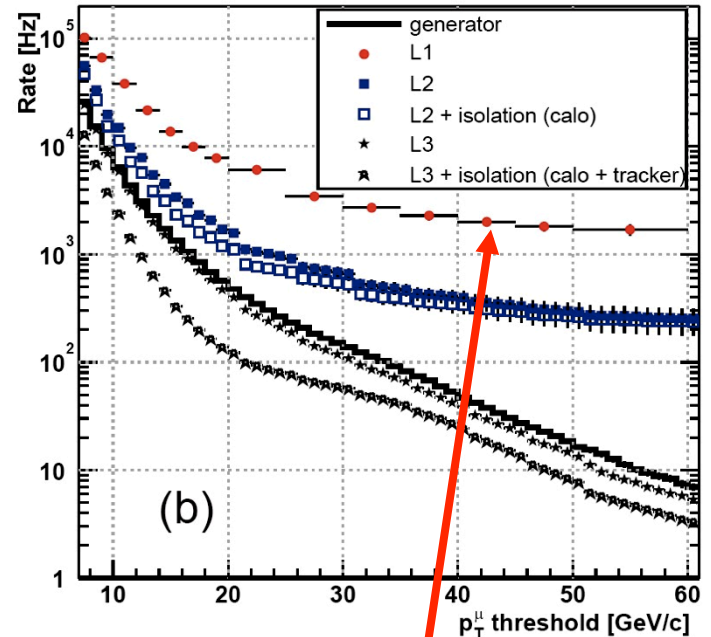 Rate [Hz]
10⁵
10⁴
10³
10²
10
1
generator
L1
L2
L2 + isolation (calo)
L3
L3 + isolation (calo + tracker)
(b)
10 20 30 40 50 60
p_T^μ threshold [GeV/c]